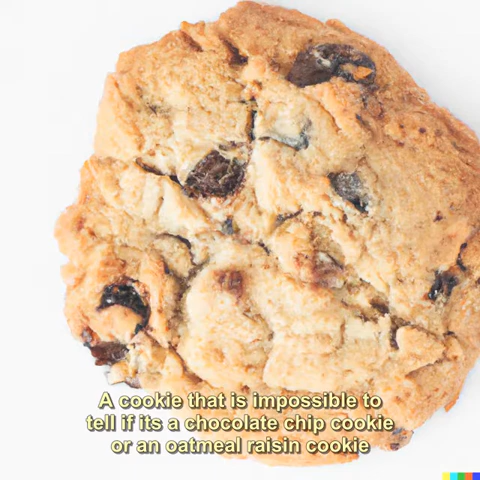 A cookie that is impossible to
tell if its a chocolate chip cookie
or an oatmeal raisin cookie